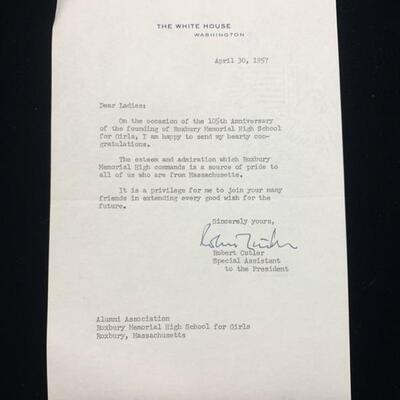 THE WHITE HOUSE
WASHINGTON
April 30, 1957
Dear Ladies:
On the occasion of the 105th Anniversary
of the founding of Roxbury Memorial High School
for Girls, I am happy to send my hearty con-
gratulations.
The esteem and admiration which Roxbury
Memorial High commands is a source of pride to
all of us who are from Massachusetts.
It is a privilege for me to join your many
friends in extending every good wish for the
future.
Sincerely yours,
Robert Cutler
Robert Cutler
Special Assistant
to the President
Alumni Association
Roxbury Memorial High School for Girls
Roxbury, Massachusetts